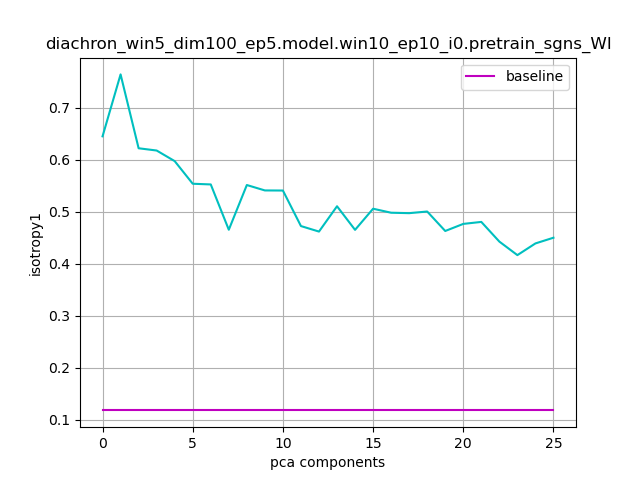 diachron_win5_dim100_ep5.model.win10_ep10_i0.pretrain_sgns_WI
baseline
0.7
0.6
0.5
0.4
0.3
0.2
0.1
isotropy1
0 5 10 15 20 25
pca components